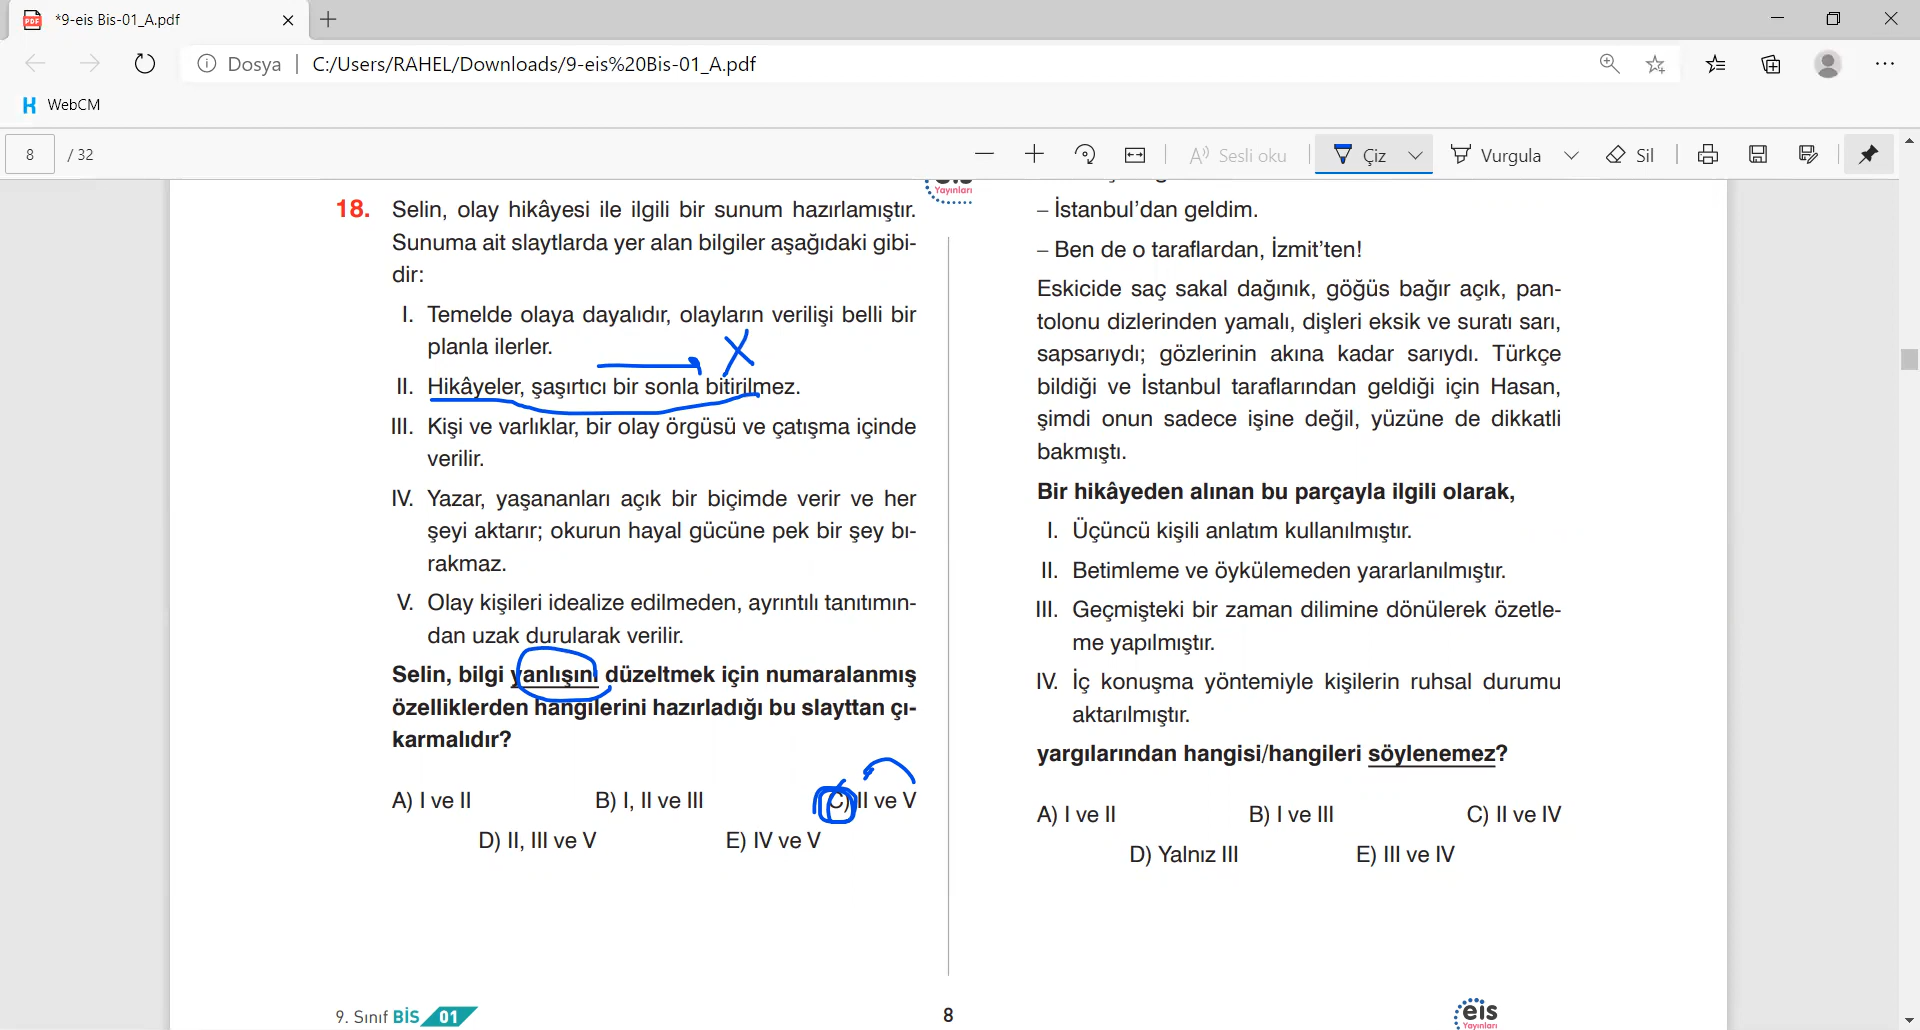 *9-eis Bis-01_A.pdf
Dosya | C:/Users/RAHEL/Downloads/9-eis%20Bis-01_A.pdf
WebCM
8 / 32
Sesli oku
Çiz
Vurgula
Sil
Yayınları
18. Selin, olay hikâyesi ile ilgili bir sunum hazırlamıştır.
Sunuma ait slaytlarda yer alan bilgiler aşağıdaki gibi-
dir:
I. Temelde olaya dayalıdır, olayların verilişi belli bir
planla ilerler.
II. Hikâyeler, şaşırtıcı bir sonla bitirilmez.
III. Kişi ve varlıklar, bir olay örgüsü ve çatışma içinde
verilir.
IV. Yazar, yaşananları açık bir biçimde verir ve her
şeyi aktarır; okurun hayal gücüne pek bir şey bı-
rakmaz.
V. Olay kişileri idealize edilmeden, ayrıntılı tanıtımın-
dan uzak durularak verilir.
Selin, bilgi yanlışını düzeltmek için numaralanmış
özelliklerden hangilerini hazırladığı bu slayttan çı-
karmalıdır?
A) I ve II B) I, II ve III C) II ve V
D) II, III ve V E) IV ve V
– İstanbul’dan geldim.
– Ben de o taraflardan, İzmit’ten!
Eskicide saç sakal dağınık, göğüs bağır açık, pan-
tolonu dizlerinden yamalı, dişleri eksik ve suratı sarı,
sapsarıydı; gözlerinin akına kadar sarıydı. Türkçe
bildiği ve İstanbul taraflarından geldiği için Hasan,
şimdi onun sadece işine değil, yüzüne de dikkatli
bakmıştı.
Bir hikâyeden alınan bu parçayla ilgili olarak,
I. Üçüncü kişili anlatım kullanılmıştır.
II. Betimleme ve öykülemeden yararlanılmıştır.
III. Geçmişteki bir zaman dilimine dönülerek özetle-
me yapılmıştır.
IV. İç konuşma yöntemiyle kişilerin ruhsal durumu
aktarılmıştır.
yargılarından hangisi/hangileri söylenemez?
A) I ve II B) I ve III C) II ve IV
D) Yalnız III E) III ve IV
9. Sınıf BİS 01
8
eis
Yayınları